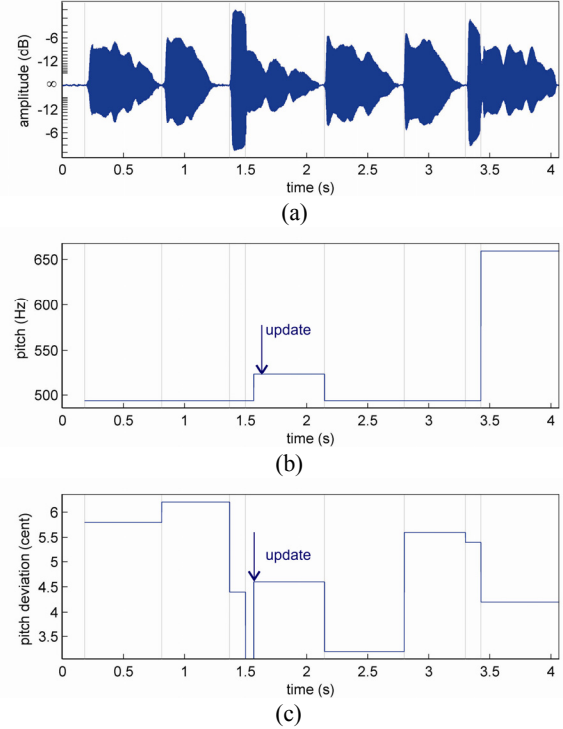 amplitude (dB)
-6
-12
∞
-12
-6
0 0.5 1 1.5 2 2.5 3 3.5 4
time (s)
(a)
pitch (Hz)
650
600
550
500
update
0 0.5 1 1.5 2 2.5 3 3.5 4
time (s)
(b)
pitch deviation (cent)
6
5.5
5
4.5
4
3.5
update
0 0.5 1 1.5 2 2.5 3 3.5 4
time (s)
(c)